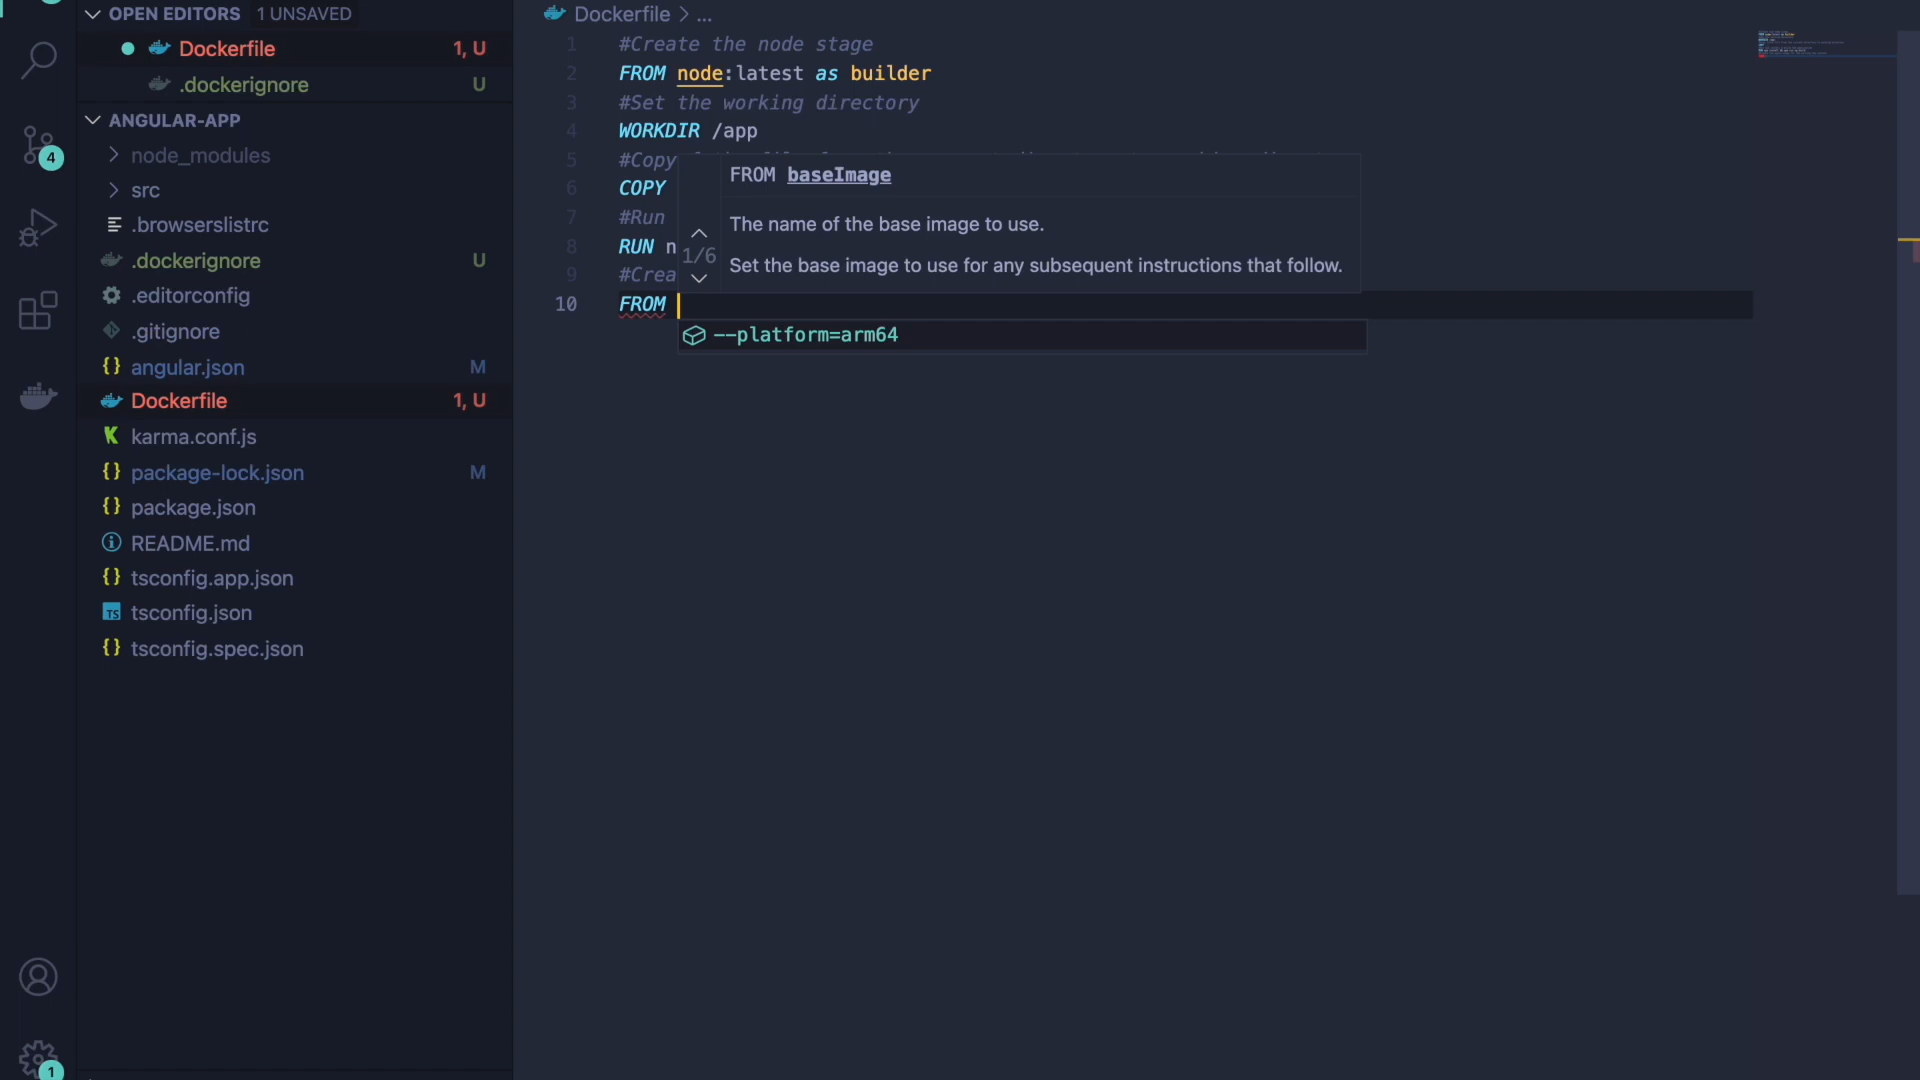 OPEN EDITORS 1 UNSAVED
Dockerfile 1, U
.dockerignore U
ANGULAR-APP
node_modules
src
.browserslistrc
.dockerignore U
.editorconfig
.gitignore
angular.json M
Dockerfile 1, U
karma.conf.js
package-lock.json M
package.json
README.md
tsconfig.app.json
TS tsconfig.json
tsconfig.spec.json
4
1
Dockerfile > ...
1 #Create the node stage
2 FROM node:latest as builder
3 #Set the working directory
4 WORKDIR /app
5 #Copy
6 COPY
7 #Run
8 RUN n
9 #Crea
10 FROM
FROM baseImage
The name of the base image to use.
1/6
Set the base image to use for any subsequent instructions that follow.
--platform=arm64